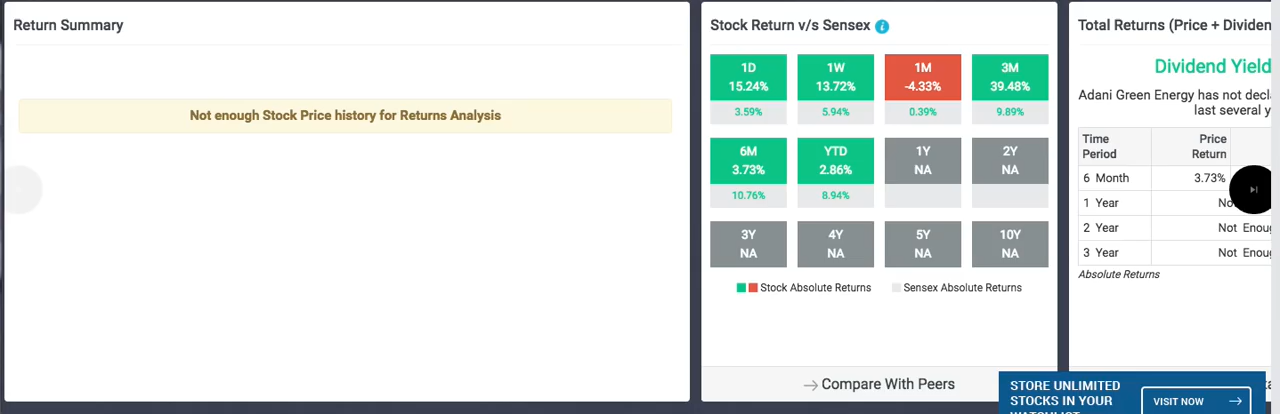 Return Summary
Not enough Stock Price history for Returns Analysis
Stock Return v/s Sensex
1D 1W 1M 3M
15.24% 13.72% -4.33% 39.48%
3.59% 5.94% 0.39% 9.89%
6M YTD 1Y 2Y
3.73% 2.86% NA NA
10.76% 8.94%
3Y 4Y 5Y 10Y
NA NA NA NA
Stock Absolute Returns Sensex Absolute Returns
Compare With Peers
Total Returns (Price + Dividen
Dividend Yield
Adani Green Energy has not decl
last several y
Time Price
Period Return
6 Month 3.73%
1 Year No
2 Year Not Enoug
3 Year Not Enoug
Absolute Returns
STORE UNLIMITED
STOCKS IN YOUR
WATCHLIST
VISIT NOW